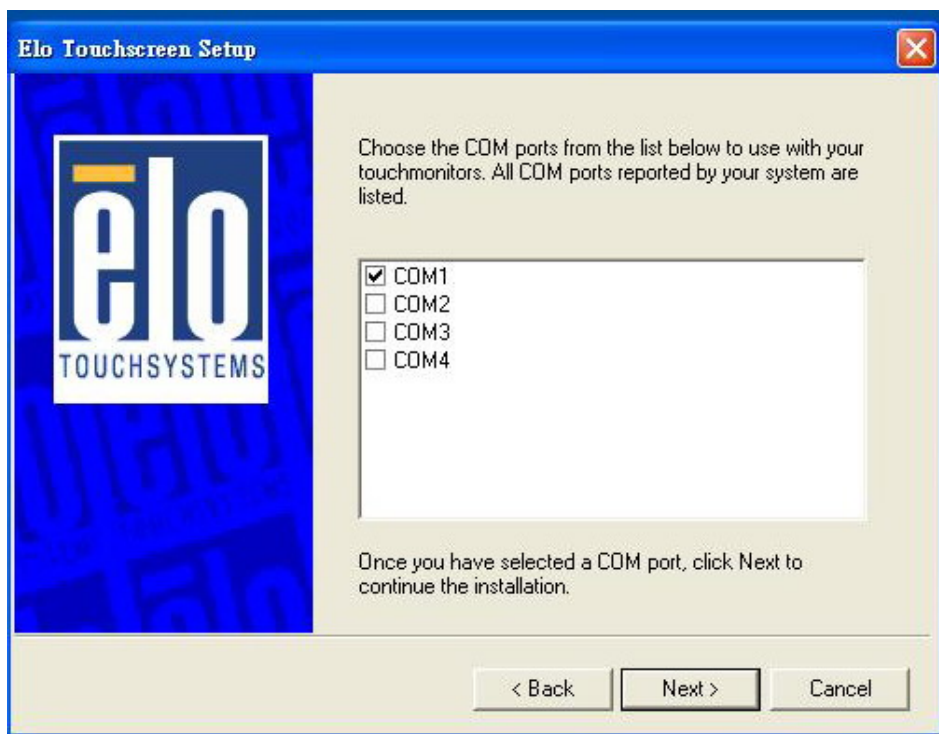 Elo Touchscreen Setup
elo
TOUCHSYSTEMS
Choose the COM ports from the list below to use with your
touchmonitors. All COM ports reported by your system are
listed.
COM1
COM2
COM3
COM4
Once you have selected a COM port, click Next to
continue the installation.
< Back
Next >
Cancel